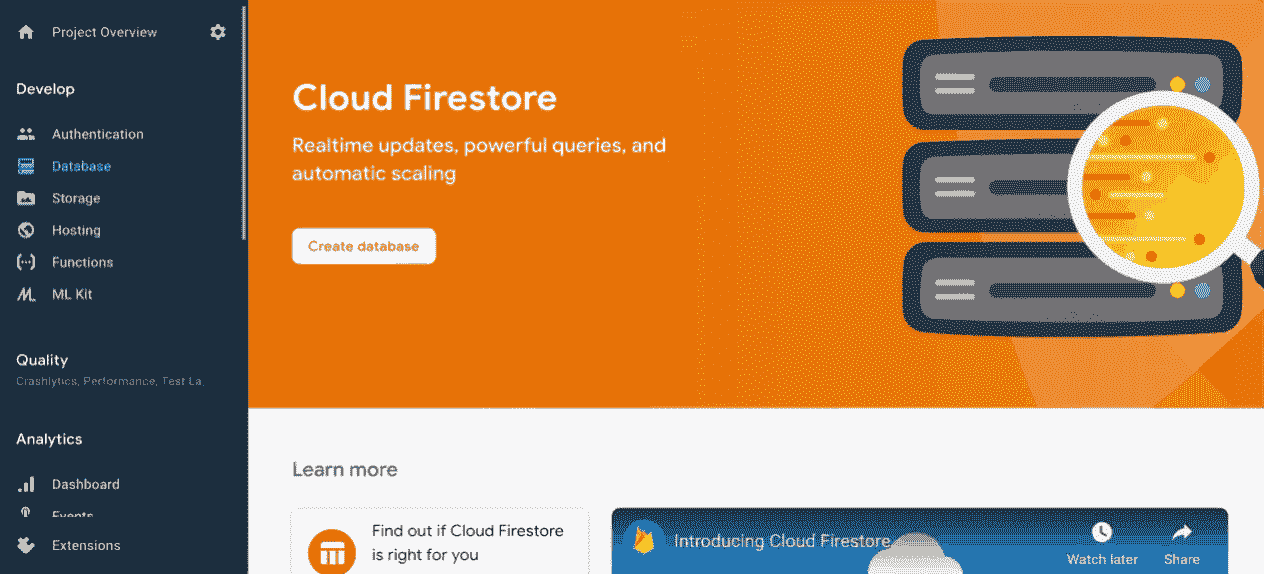 Project Overview
Develop
Authentication
Database
Storage
Hosting
Functions
ML Kit
Quality
Crashlytics, Performance, Test La
Analytics
Dashboard
Events
Extensions
Cloud Firestore
Realtime updates, powerful queries, and
automatic scaling
Create database
Learn more
Find out if Cloud Firestore
is right for you
Introducing Cloud Firestore
Watch later
Share